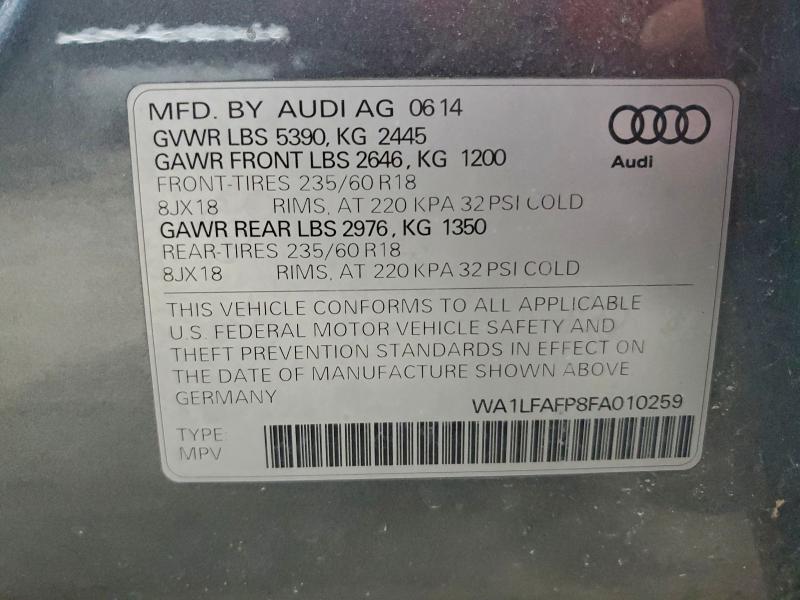 MFD. BY AUDI AG 06 14
GVWR LBS 5390, KG 2445
GAWR FRONT LBS 2646, KG 1200
FRONT-TIRES 235/60 R18
8JX18 RIMS, AT 220 KPA 32 PSI COLD
GAWR REAR LBS 2976, KG 1350
REAR-TIRES 235/60 R18
8JX18 RIMS, AT 220 KPA 32 PSI COLD
Audi
THIS VEHICLE CONFORMS TO ALL APPLICABLE
U.S. FEDERAL MOTOR VEHICLE SAFETY AND
THEFT PREVENTION STANDARDS IN EFFECT ON
THE DATE OF MANUFACTURE SHOWN ABOVE
GERMANY
WA1LFAFP8FA010259
TYPE:
MPV